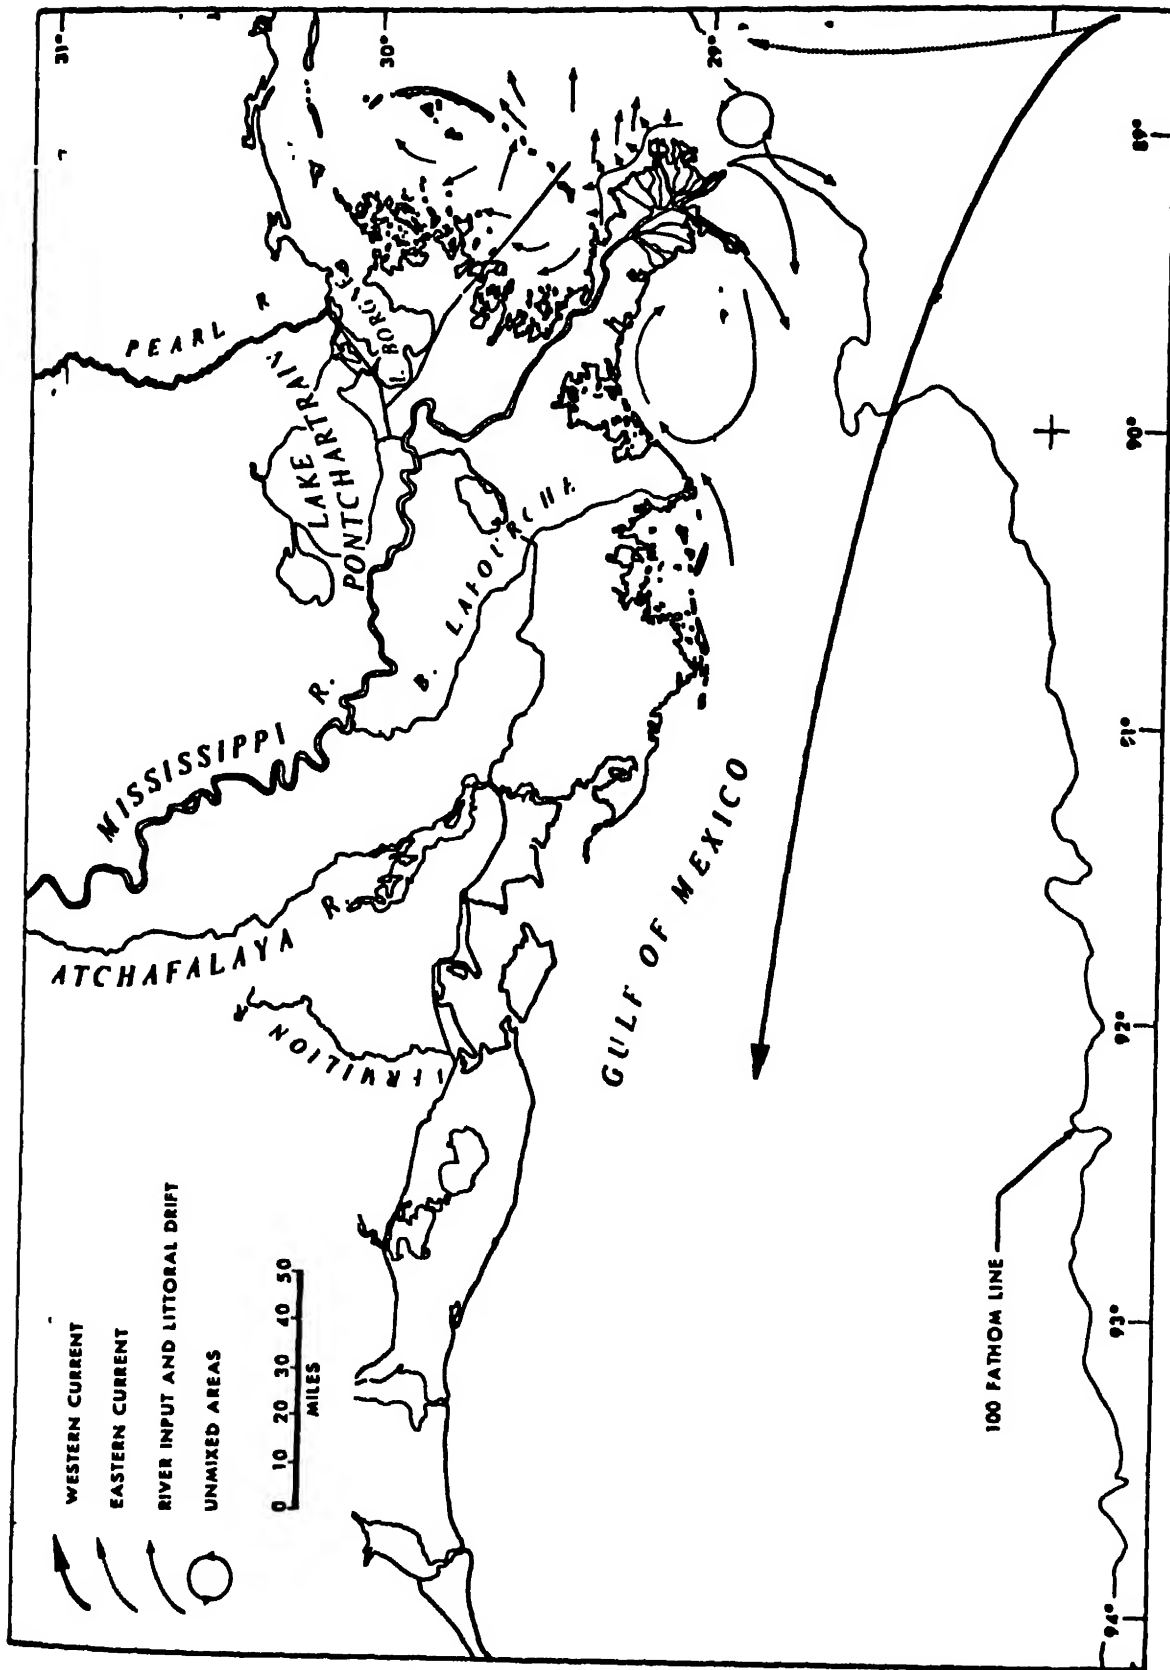 WESTERN CURRENT
EASTERN CURRENT
RIVER INPUT AND LITTORAL DRIFT
UNMIXED AREAS
0 10 20 30 40 50
MILES
MISSISSIPPI R.
ATCHAFALAYA R.
PEARL R
LAKE
PONTCHARTRAIN
L. BORGNE
B. LAFOURCHE
GULF OF MEXICO
100 FATHOM LINE
31°
30°
29°
94°
93°
92°
91°
90°
89°